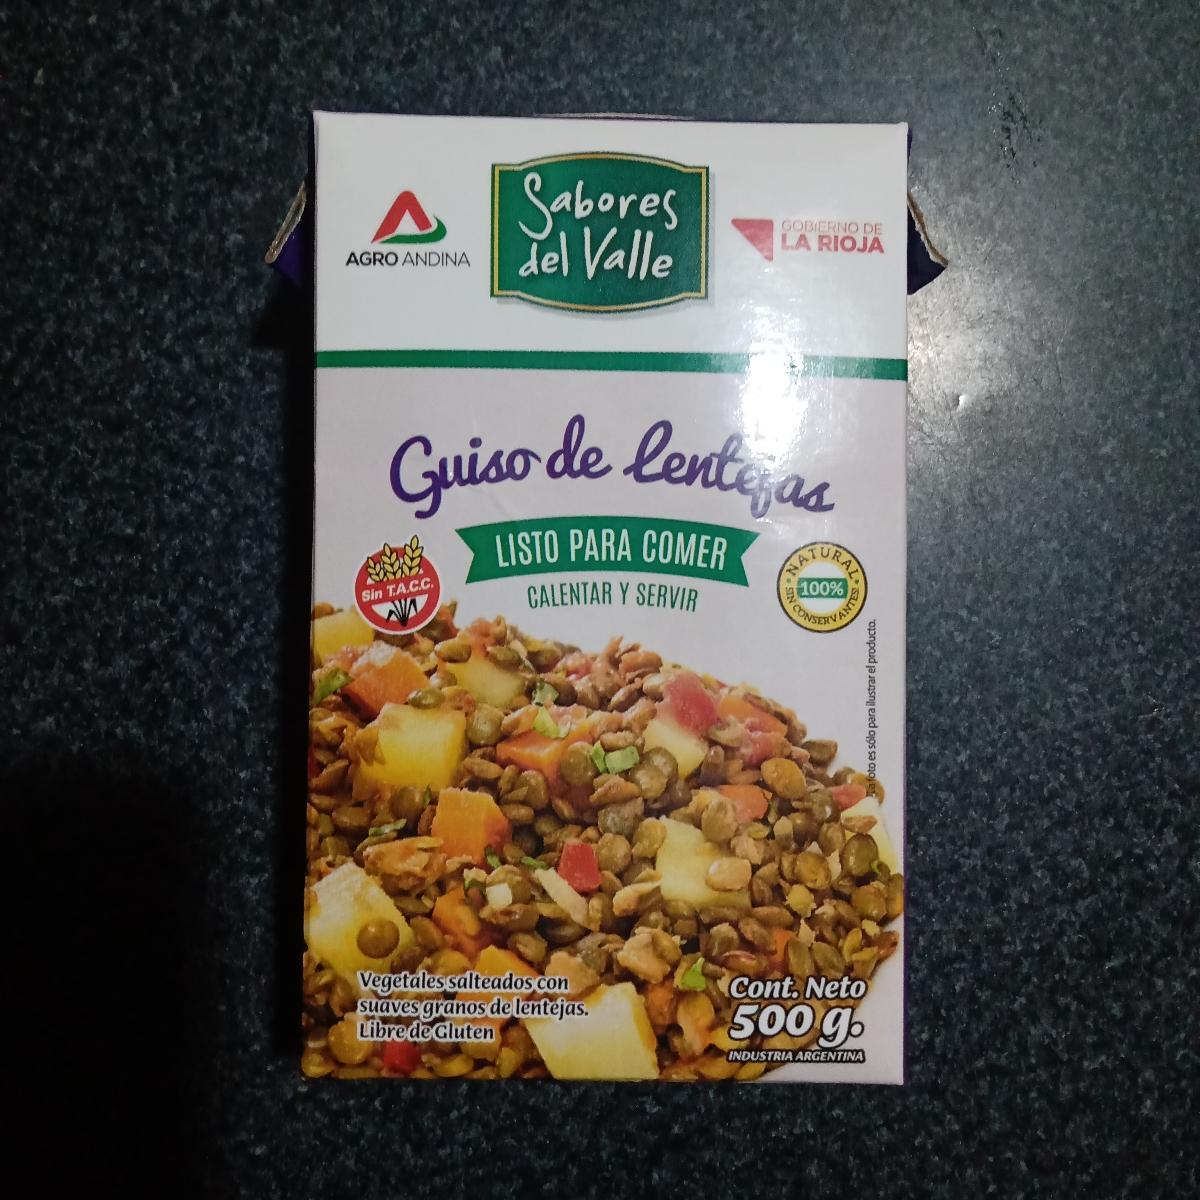 Sabores
del Valle
AGRO ANDINA
GOBIERNO DE
LA RIOJA
Guiso de lentejas
LISTO PARA COMER
CALENTAR Y SERVIR
Sin T.A.C.C.
NATURAL
100%
SIN CONSERVANTES
La foto es sólo para ilustrar el producto.
Vegetales salteados con
suaves granos de lentejas.
Libre de Gluten
Cont. Neto
500 g.
INDUSTRIA ARGENTINA